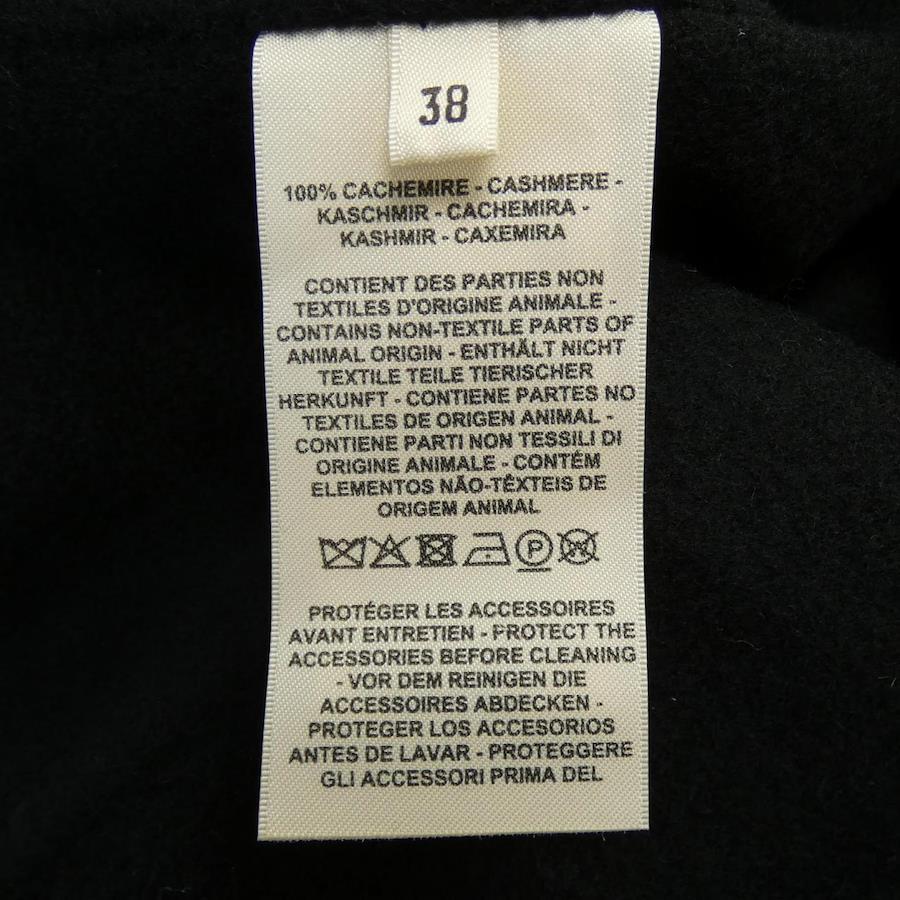 38
100% CACHEMIRE - CASHMERE -
KASCHMIR - CACHEMIRA -
KASHMIR - CAXEMIRA
CONTIENT DES PARTIES NON
TEXTILES D'ORIGINE ANIMALE -
CONTAINS NON-TEXTILE PARTS OF
ANIMAL ORIGIN - ENTHÄLT NICHT
TEXTILE TEILE TIERISCHER
HERKUNFT - CONTIENE PARTES NO
TEXTILES DE ORIGEN ANIMAL -
CONTIENE PARTI NON TESSILI DI
ORIGINE ANIMALE - CONTÉM
ELEMENTOS NÃO-TÊXTEIS DE
ORIGEM ANIMAL
P
PROTÉGER LES ACCESSOIRES
AVANT ENTRETIEN - PROTECT THE
ACCESSORIES BEFORE CLEANING
- VOR DEM REINIGEN DIE
ACCESSOIRES ABDECKEN -
PROTEGER LOS ACCESORIOS
ANTES DE LAVAR - PROTEGGERE
GLI ACCESSORI PRIMA DEL